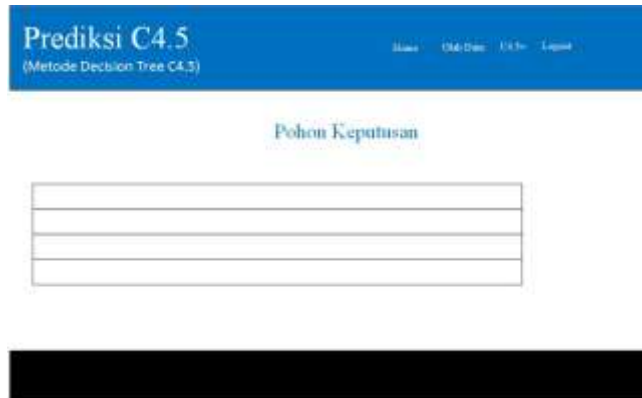 Prediksi C4.5
(Metode Decision Tree C4.5)
Home Olah Data C4.5 Logout
Pohon Keputusan